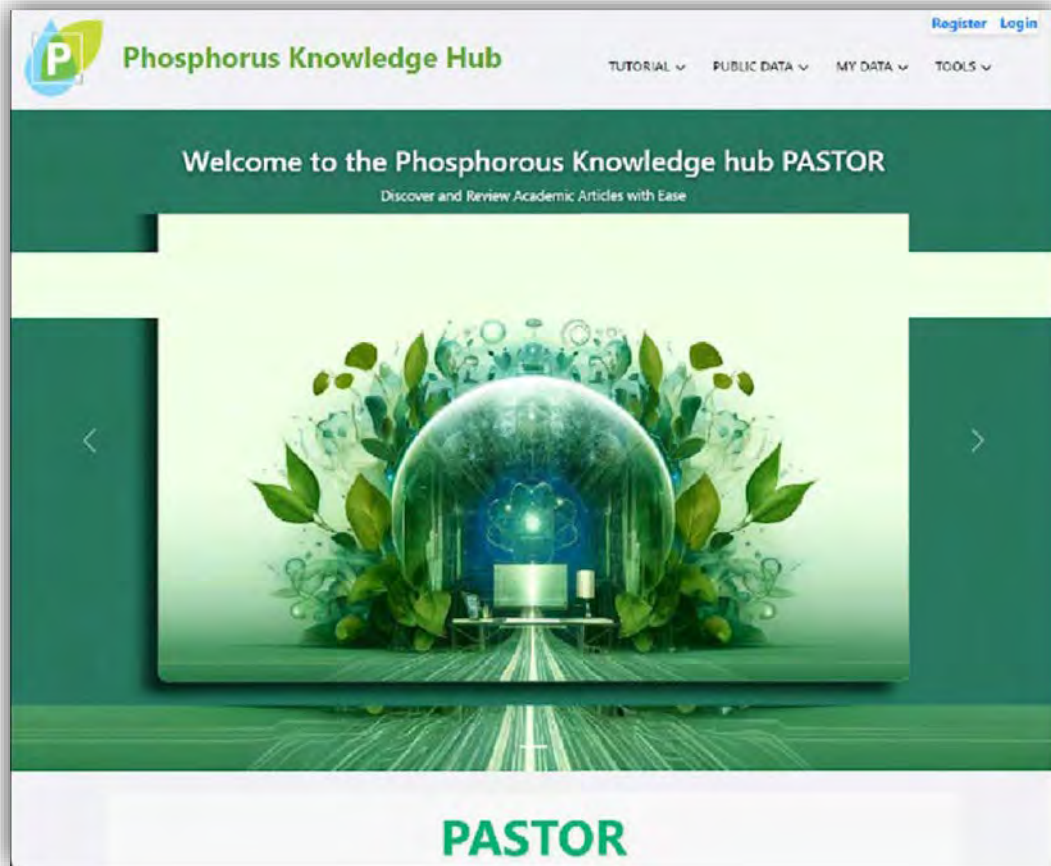 Register Login
P
Phosphorus Knowledge Hub
TUTORIAL PUBLIC DATA MY DATA TOOLS
Welcome to the Phosphorous Knowledge hub PASTOR
Discover and Review Academic Articles with Ease
PASTOR